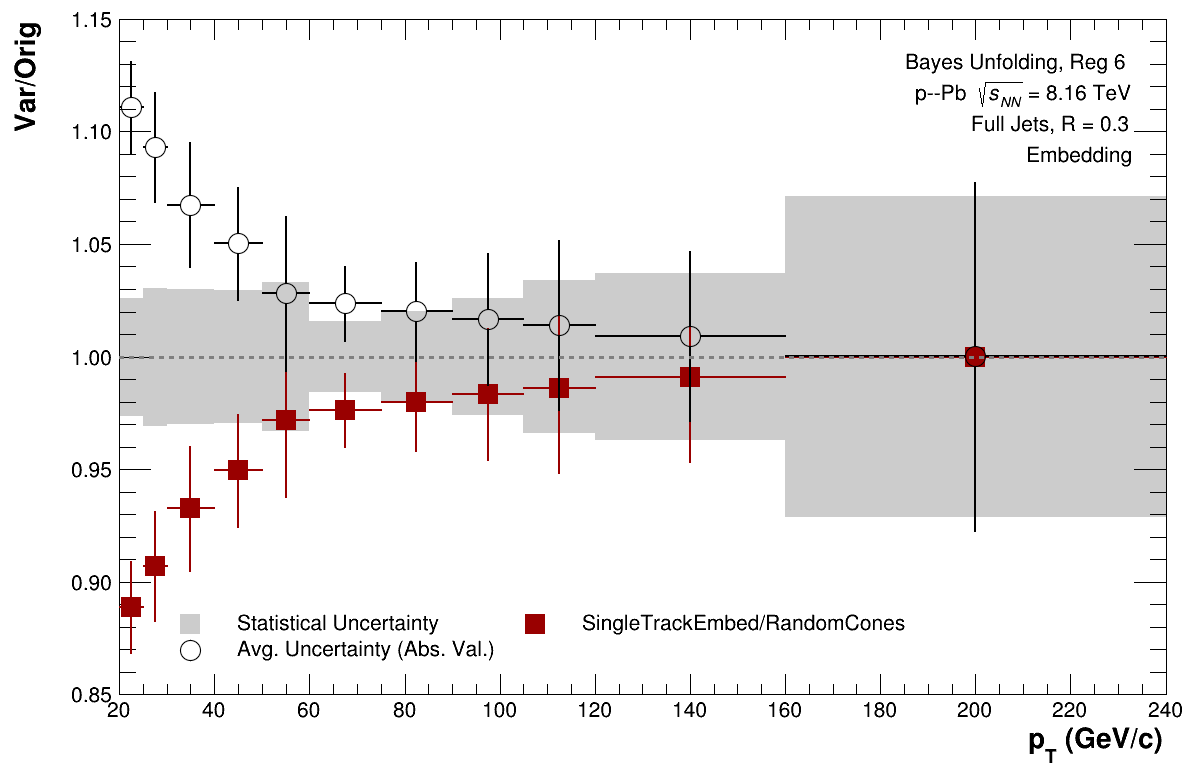 Var/Orig
1.15
1.10
1.05
1.00
0.95
0.90
0.85
Bayes Unfolding, Reg 6
p--Pb √s_NN = 8.16 TeV
Full Jets, R = 0.3
Embedding
Statistical Uncertainty
SingleTrackEmbed/RandomCones
Avg. Uncertainty (Abs. Val.)
20 40 60 80 100 120 140 160 180 200 220 240
p_T (GeV/c)